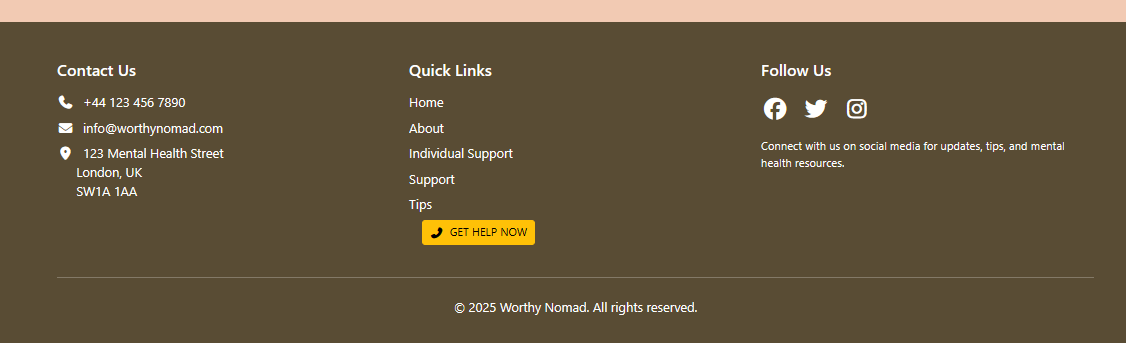 Contact Us
+44 123 456 7890
info@worthynomad.com
123 Mental Health Street
London, UK
SW1A 1AA
Quick Links
Home
About
Individual Support
Support
Tips
GET HELP NOW
Follow Us
Connect with us on social media for updates, tips, and mental
health resources.
© 2025 Worthy Nomad. All rights reserved.